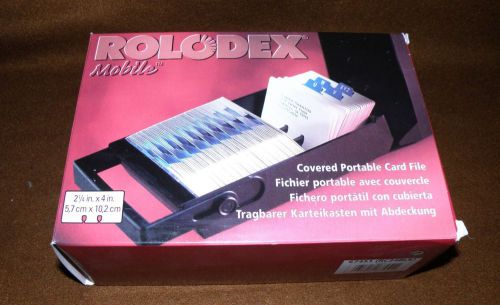 ROLODEX
Mobile
Covered Portable Card File
Fichier portable avec couvercle
Fichero portatil con cubierta
Tragbarer Karteikasten mit Abdeckung
2¼ in. x 4 in.
5,7 cm x 10,2 cm